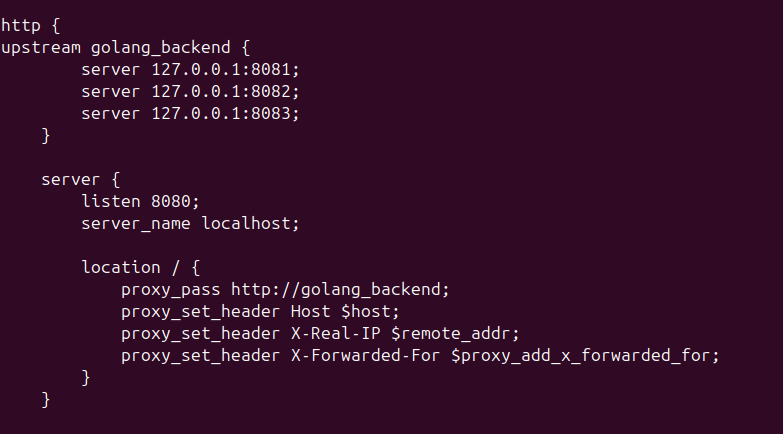 http {
upstream golang_backend {
        server 127.0.0.1:8081;
        server 127.0.0.1:8082;
        server 127.0.0.1:8083;
    }

    server {
        listen 8080;
        server_name localhost;

        location / {
            proxy_pass http://golang_backend;
            proxy_set_header Host $host;
            proxy_set_header X-Real-IP $remote_addr;
            proxy_set_header X-Forwarded-For $proxy_add_x_forwarded_for;
        }
    }